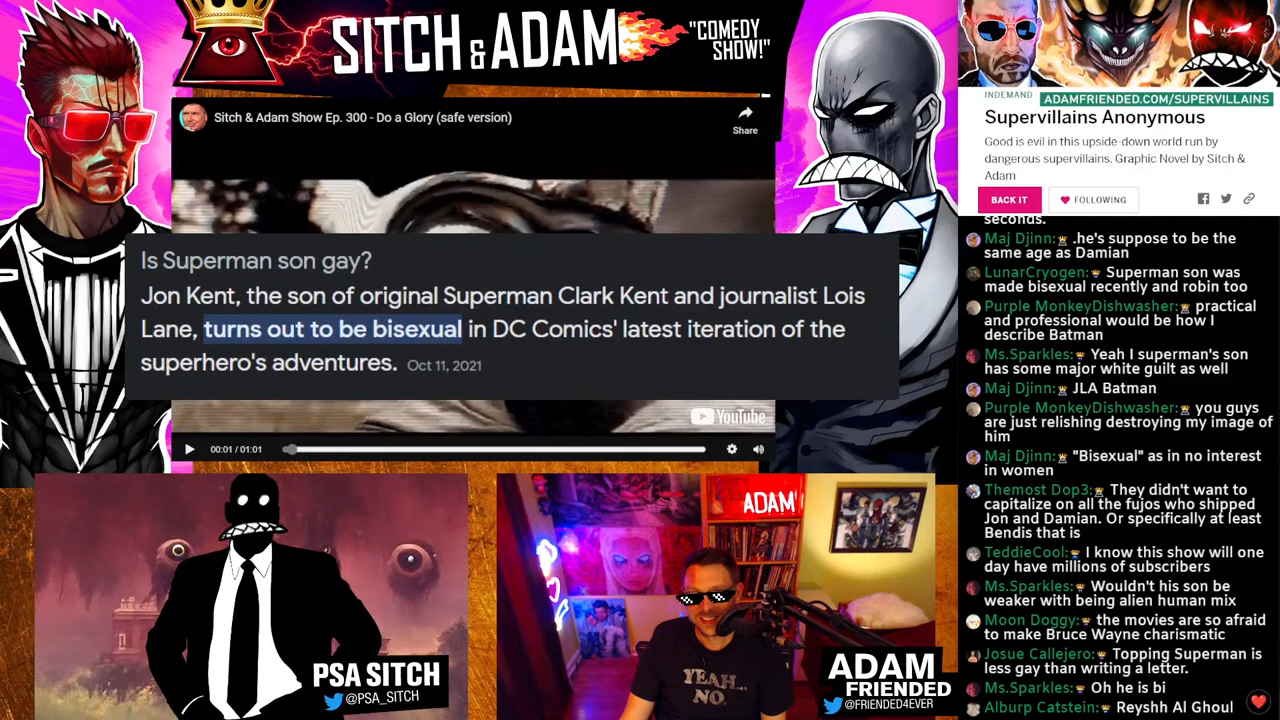 SITCH & ADAM
"COMEDY
SHOW!"
Sitch & Adam Show Ep. 300 - Do a Glory (safe version)
Share
Is Superman son gay?
Jon Kent, the son of original Superman Clark Kent and journalist Lois
Lane, turns out to be bisexual in DC Comics' latest iteration of the
superhero's adventures. Oct 11, 2021
YouTube
00:01 / 01:01
PSA SITCH
@PSA_SITCH
ADAM
YEAH...
NO.
ADAM
FRIENDED
@FRIENDED4EVER
INDEMAND
ADAMFRIENDED.COM/SUPERVILLAINS
Supervillains Anonymous
Good is evil in this upside-down world run by
dangerous supervillains. Graphic Novel by Sitch &
Adam
BACK IT
FOLLOWING
seconds.
Maj Djinn: .he's suppose to be the
same age as Damian
LunarCryogen: Superman son was
made bisexual recently and robin too
Purple MonkeyDishwasher: practical
and professional would be how I
describe Batman
Ms.Sparkles: Yeah I superman's son
has some major white guilt as well
Maj Djinn: JLA Batman
Purple MonkeyDishwasher: you guys
are just relishing destroying my image of
him
Maj Djinn: "Bisexual" as in no interest
in women
Themost Dop3: They didn't want to
capitalize on all the fujos who shipped
Jon and Damian. Or specifically at least
Bendis that is
TeddieCool: I know this show will one
day have millions of subscribers
Ms.Sparkles: Wouldn't his son be
weaker with being alien human mix
Moon Doggy: the movies are so afraid
to make Bruce Wayne charismatic
Josue Callejero: Topping Superman is
less gay than writing a letter.
Ms.Sparkles: Oh he is bi
Alburp Catstein: Reyshh Al Ghoul